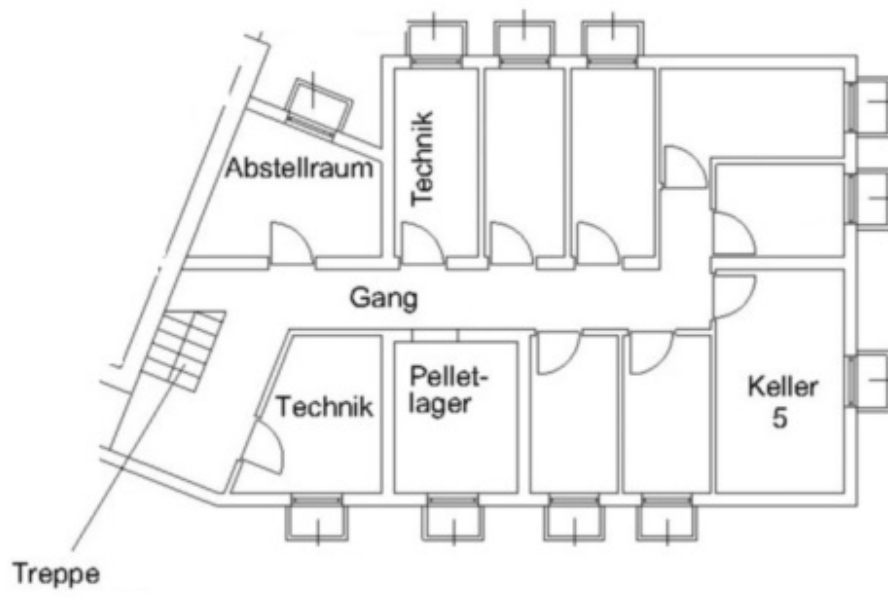 Technik
Abstellraum
Gang
Pellet-
lager
Technik
Keller
5
Treppe